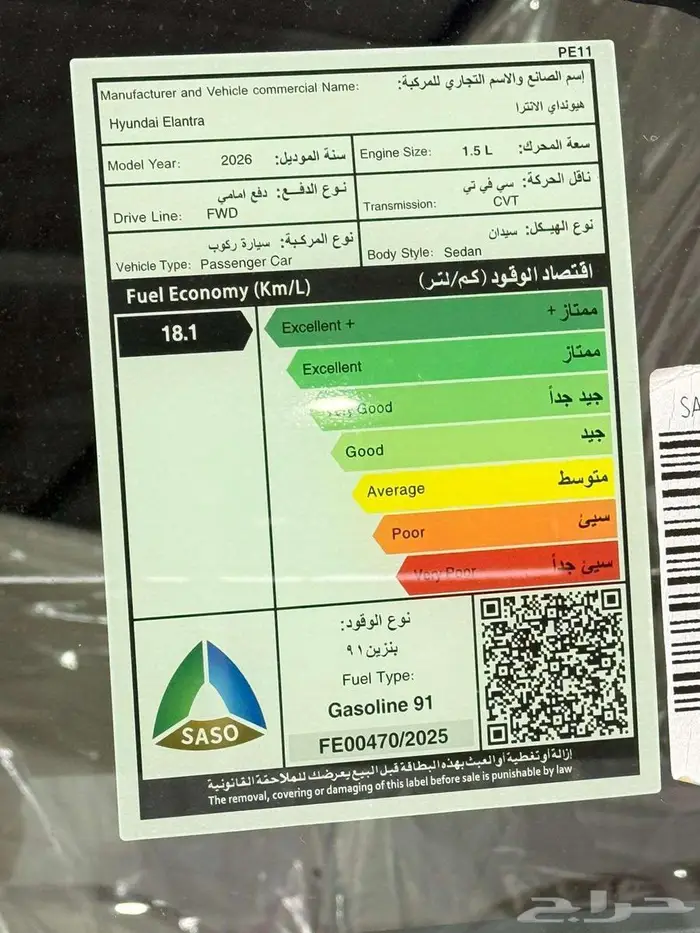 PE11
Manufacturer and Vehicle commercial Name: إسم الصانع والاسم التجاري للمركبة:
هيونداي الانترا
Hyundai Elantra
Model Year: 2026 سنة الموديل: Engine Size: 1.5 L سعة المحرك:
نوع الدفع: دفع امامي
Drive Line: FWD
ناقل الحركة: سي في تي
Transmission: CVT
نوع المركبة: سيارة ركوب
Vehicle Type: Passenger Car
نوع الهيكل: سيدان
Body Style: Sedan
Fuel Economy (Km/L) اقتصاد الوقود (كم/لتر)
18.1
Excellent + ممتاز +
Excellent ممتاز
Very Good جيد جداً
Good جيد
Average متوسط
Poor سيئ
Very Poor سيئ جداً
نوع الوقود:
بنزين ٩١
Fuel Type:
Gasoline 91
FE00470/2025
SASO
إزالة أو تغطية أو العبث بهذه البطاقة قبل البيع يعرضك للملاحقة القانونية
The removal, covering or damaging of this label before sale is punishable by law
SA
حراج